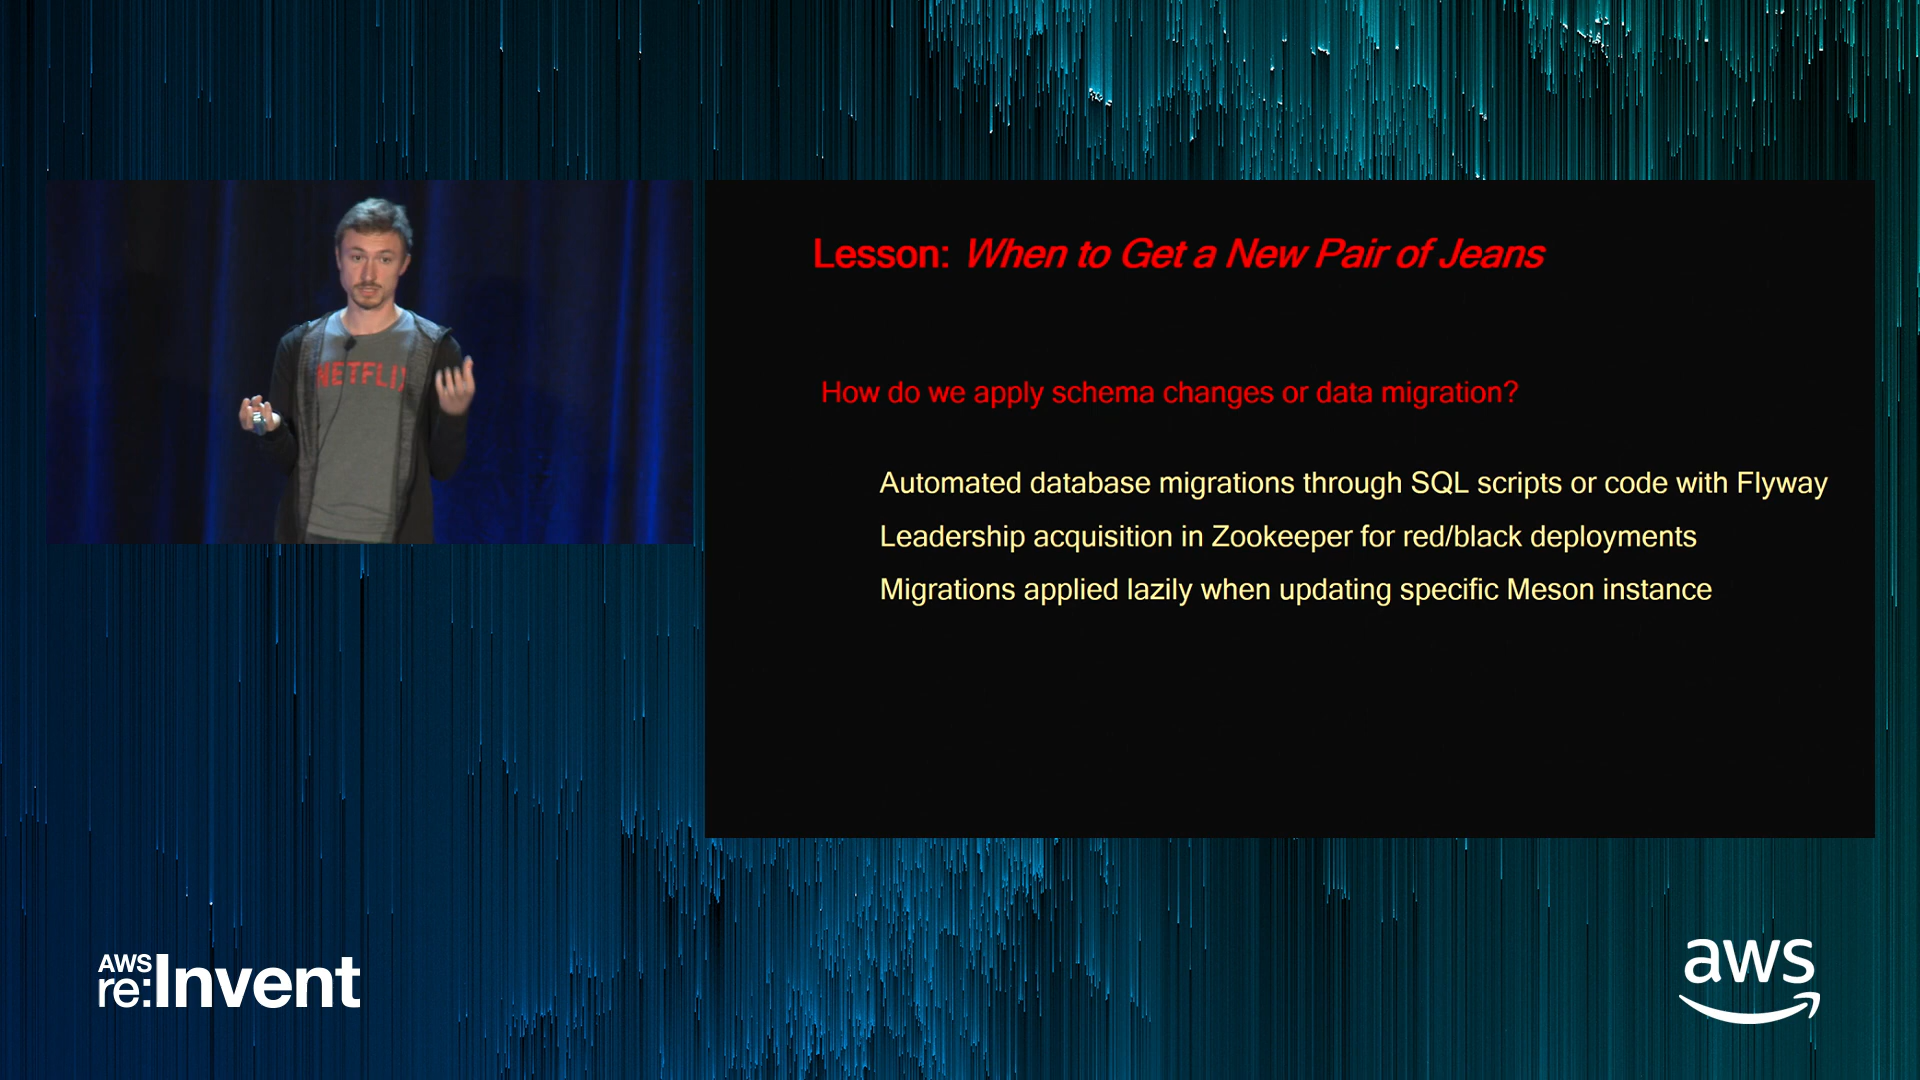 Lesson: When to Get a New Pair of Jeans
How do we apply schema changes or data migration?
Automated database migrations through SQL scripts or code with Flyway
Leadership acquisition in Zookeeper for red/black deployments
Migrations applied lazily when updating specific Meson instance
NETFLIX
AWS
re:Invent
aws